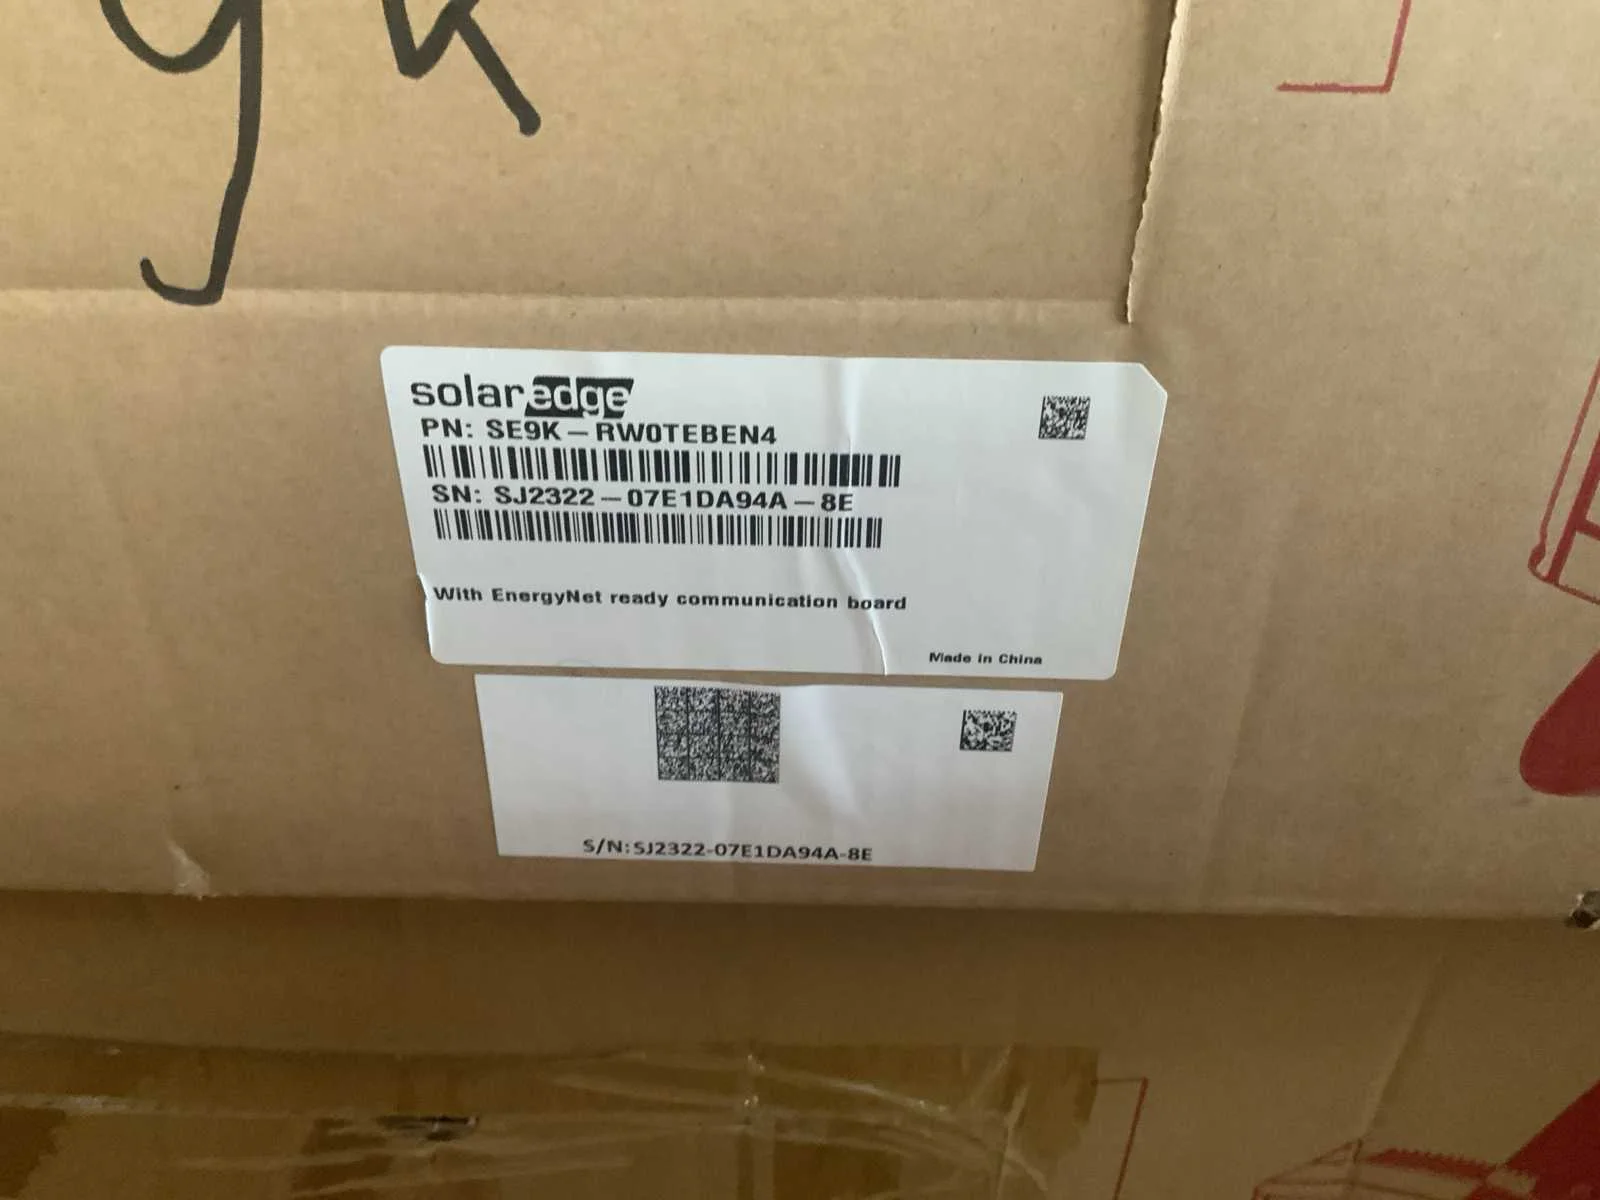 9k
solaredge
PN: SE9K – RW0TEBEN4
SN: SJ2322 – 07E1DA94A – 8E
With EnergyNet ready communication board
Made in China
S/N:SJ2322-07E1DA94A-8E